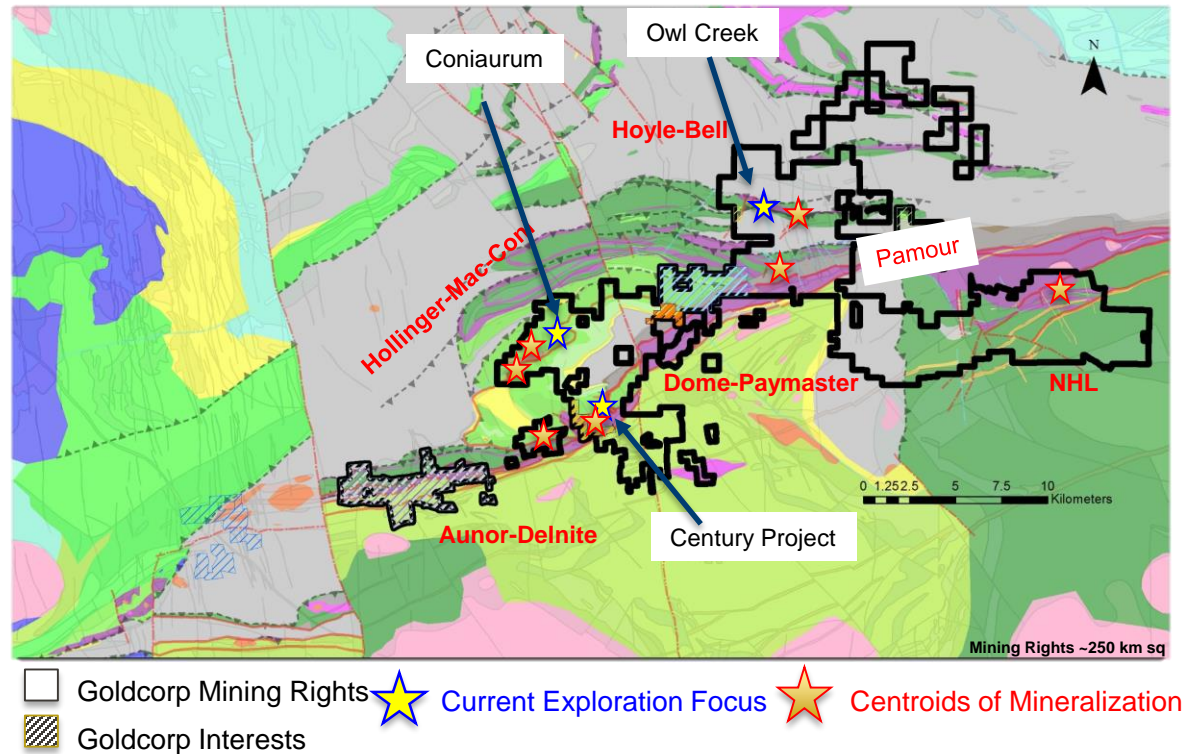 Owl Creek
Coniaurum
N
Hoyle-Bell
Pamour
Hollinger-Mac-Con
Dome-Paymaster
NHL
0 1.25 2.5 5 7.5 10
Kilometers
Aunor-Delnite
Century Project
Mining Rights ~250 km sq
Goldcorp Mining Rights
Current Exploration Focus
Centroids of Mineralization
Goldcorp Interests